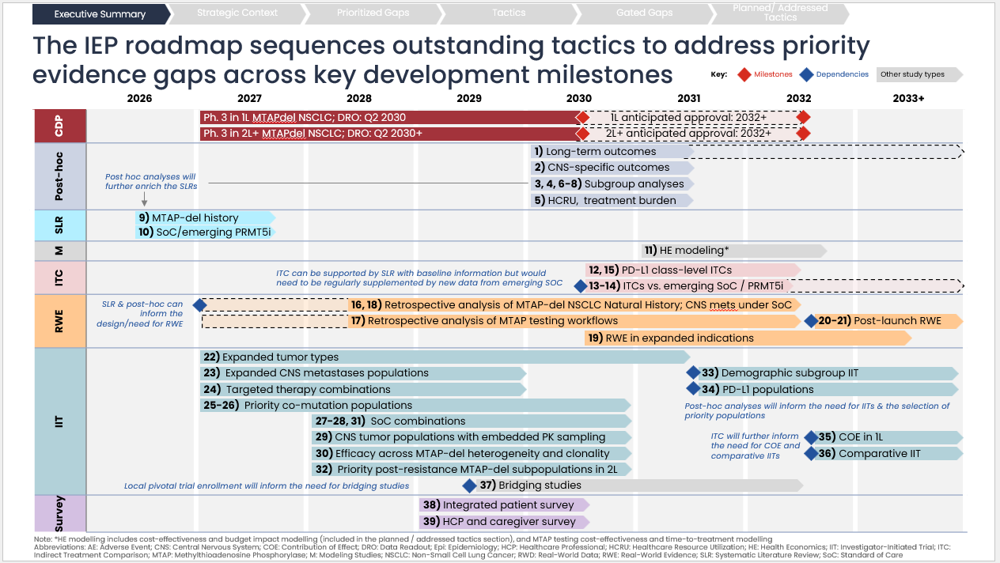 Executive Summary
Strategic Context
Prioritized Gaps
Tactics
Gated Gaps
Planned/ Addressed
Tactics
The IEP roadmap sequences outstanding tactics to address priority
evidence gaps across key development milestones
Key:
Milestones
Dependencies
Other study types
2026
2027
2028
2029
2030
2031
2032
2033+
CDP
Ph. 3 in 1L MTAPdel NSCLC; DRO: Q2 2030
1L anticipated approval: 2032+
Ph. 3 in 2L+ MTAPdel NSCLC; DRO: Q2 2030+
2L+ anticipated approval: 2032+
Post-hoc
1) Long-term outcomes
2) CNS-specific outcomes
Post hoc analyses will
further enrich the SLRs
3, 4, 6-8) Subgroup analyses
5) HCRU, treatment burden
SLR
9) MTAP-del history
10) SoC/emerging PRMT5i
M
11) HE modeling*
ITC
ITC can be supported by SLR with baseline information but would
need to be regularly supplemented by new data from emerging SOC
12, 15) PD-L1 class-level ITCs
13-14) ITCs vs. emerging SoC / PRMT5i
RWE
SLR & post-hoc can
inform the
design/need for RWE
16, 18) Retrospective analysis of MTAP-del NSCLC Natural History; CNS mets under SoC
17) Retrospective analysis of MTAP testing workflows
20-21) Post-launch RWE
19) RWE in expanded indications
IIT
22) Expanded tumor types
23) Expanded CNS metastases populations
33) Demographic subgroup IIT
24) Targeted therapy combinations
34) PD-L1 populations
25-26) Priority co-mutation populations
Post-hoc analyses will inform the need for IITs & the selection of
priority populations
27-28, 31) SoC combinations
29) CNS tumor populations with embedded PK sampling
ITC will further inform
the need for COE and
comparative IITs
35) COE in 1L
30) Efficacy across MTAP-del heterogeneity and clonality
36) Comparative IIT
32) Priority post-resistance MTAP-del subpopulations in 2L
Local pivotal trial enrollment will inform the need for bridging studies
37) Bridging studies
Survey
38) Integrated patient survey
39) HCP and caregiver survey
Note: *HE modelling includes cost-effectiveness and budget impact modelling (included in the planned / addressed tactics section), and MTAP testing cost-effectiveness and time-to-treatment modelling
Abbreviations: AE: Adverse Event; CNS: Central Nervous System; COE: Contribution of Effect; DRO: Data Readout; Epi: Epidemiology; HCP: Healthcare Professional; HCRU: Healthcare Resource Utilization; HE: Health Economics; IIT: Investigator-Initiated Trial; ITC:
Indirect Treatment Comparison; MTAP: Methylthioadenosine Phosphorylase; M: Modeling Studies; NSCLC: Non-Small Cell Lung Cancer; RWD: Real-World Data; RWE: Real-World Evidence; SLR: Systematic Literature Review; SoC: Standard of Care